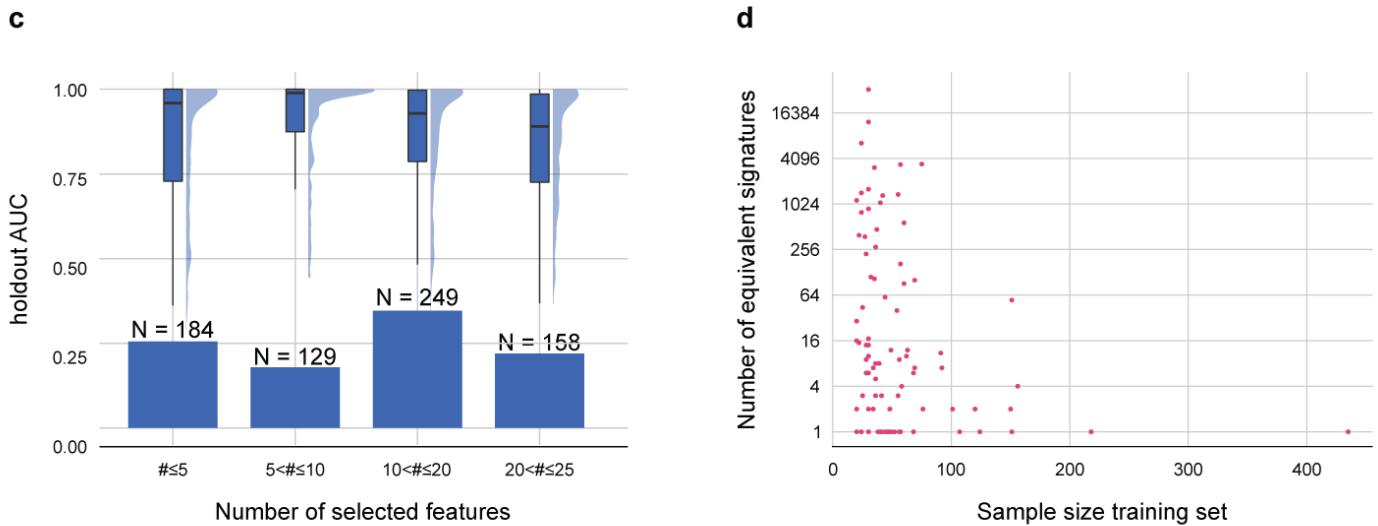 c
holdout AUC
1.00
0.75
0.50
0.25
0.00
N = 184
N = 129
N = 249
N = 158
#≤5
5<#≤10
10<#≤20
20<#≤25
Number of selected features
d
Number of equivalent signatures
16384
4096
1024
256
64
16
4
1
0
100
200
300
400
Sample size training set